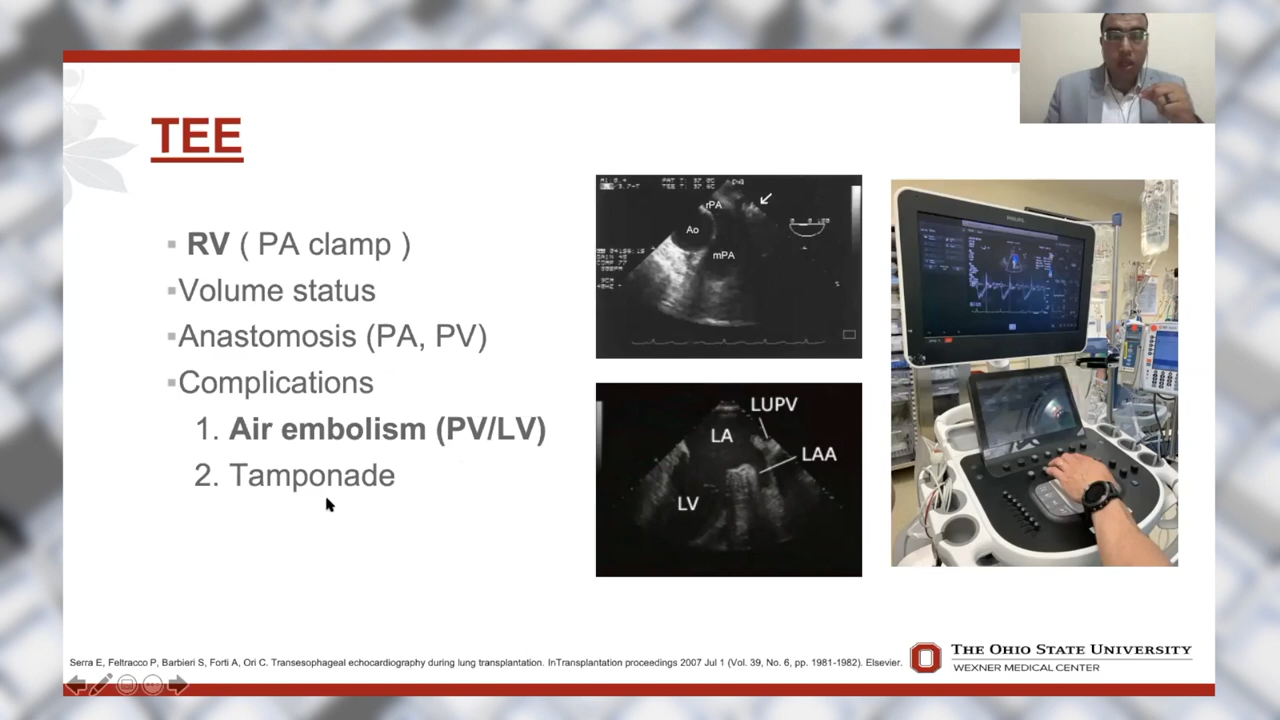 TEE
▪ RV ( PA clamp )
▪Volume status
▪Anastomosis (PA, PV)
▪Complications
1. Air embolism (PV/LV)
2. Tamponade
rPA
Ao
mPA
LUPV
LA
LAA
LV
PHILIPS
Serra E, Feltracco P, Barbieri S, Forti A, Ori C. Transesophageal echocardiography during lung transplantation. InTransplantation proceedings 2007 Jul 1 (Vol. 39, No. 6, pp. 1981-1982). Elsevier.
THE OHIO STATE UNIVERSITY
WEXNER MEDICAL CENTER